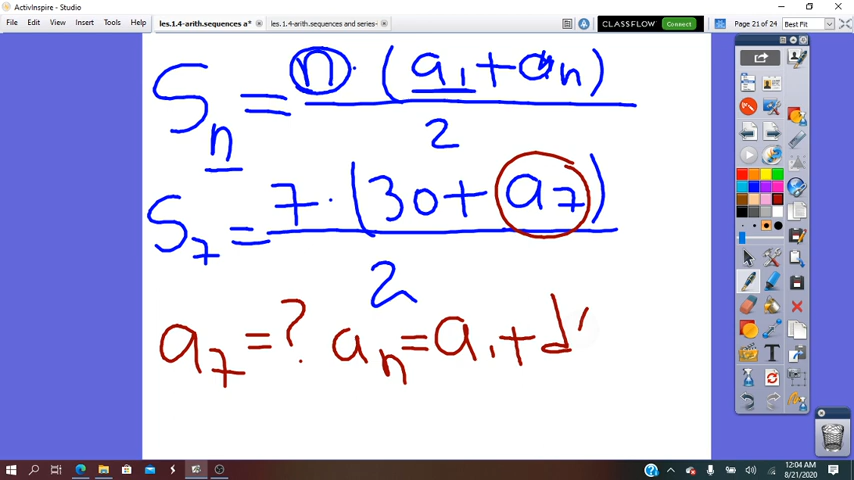 ActivInspire - Studio
File Edit View Insert Tools Help
les.1.4-arith.sequences a* les.1.4-arith.sequences and series-
CLASSFLOW Connect
Page 21 of 24 Best Fit
Sn = n · (a1 + an)
2
S7 = 7 · (30 + a7)
2
a7 = ? an = a1 + d
12:04 AM
8/21/2020